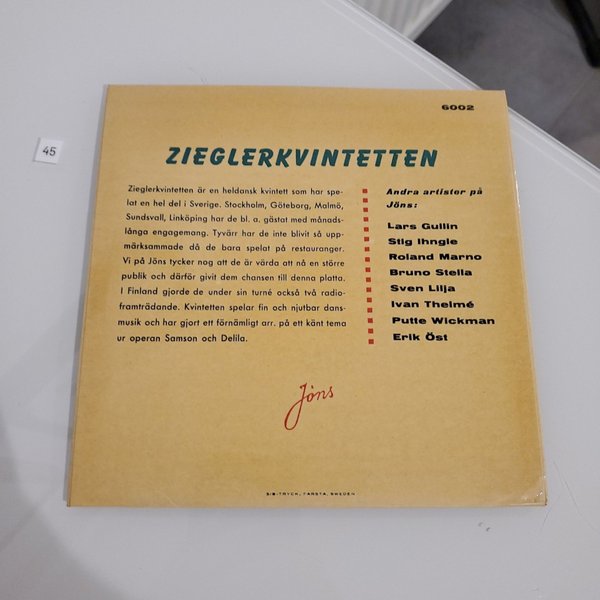 6002
45
ZIEGLERKVINTETTEN
Zieglerkvintetten är en heldansk kvintett som har spe-
lat en hel del i Sverige. Stockholm, Göteborg, Malmö,
Sundsvall, Linköping har de bl. a. gästat med månads-
långa engagemang. Tyvärr har de inte blivit så upp-
märksammade då de bara spelat på restauranger.
Vi på Jöns tycker nog att de är värda att nå en större
publik och därför givit dem chansen till denna platta.
I Finland gjorde de under sin turné också två radio-
framträdande. Kvintetten spelar fin och njutbar dans-
musik och har gjort ett förnämligt arr. på ett känt tema
ur operan Samson och Delila.
Andra artister på
Jöns:
Lars Gullin
Stig Ihngie
Roland Marno
Bruno Stella
Sven Lilja
Ivan Thelmé
Putte Wickman
Erik Öst
Jöns
S/B-TRYCK, FARSTA, SWEDEN